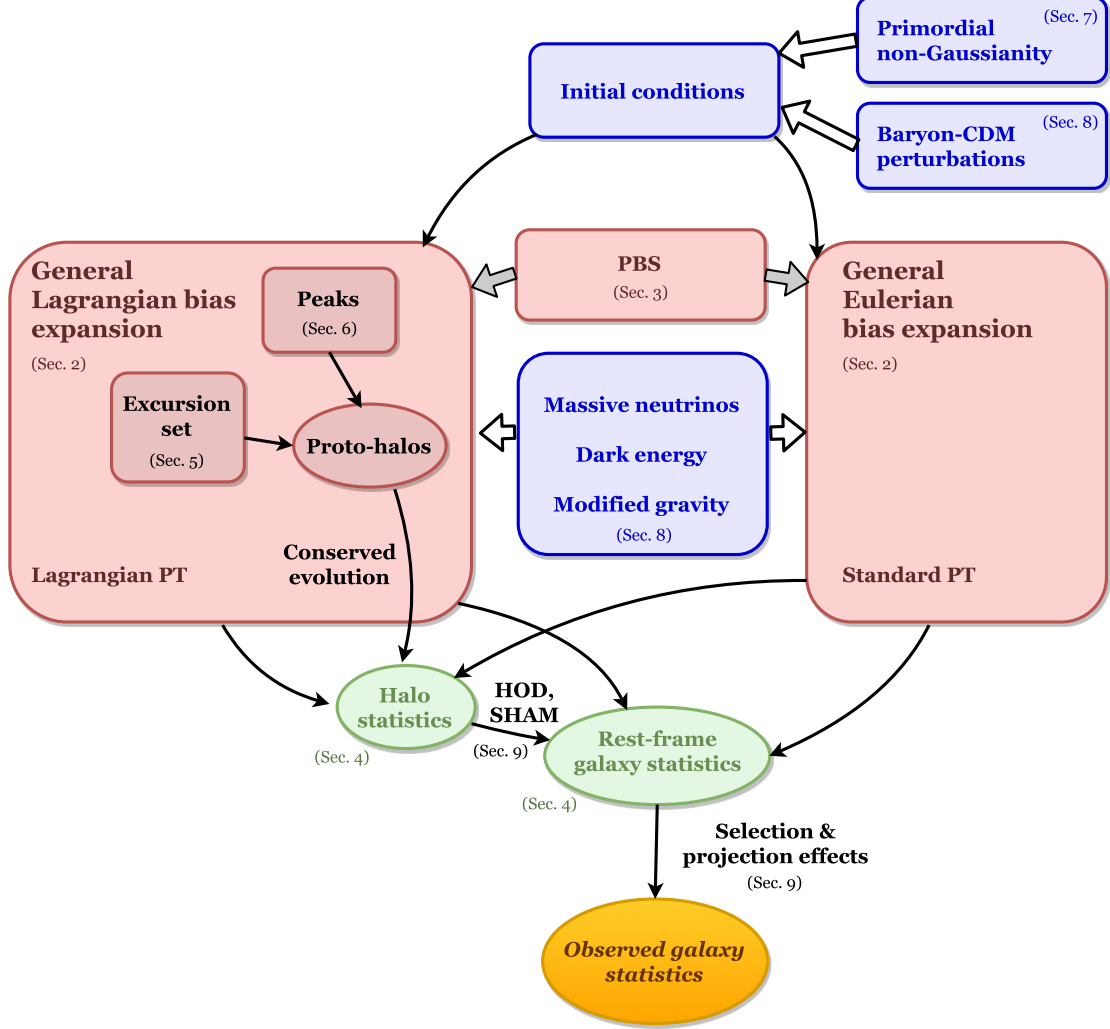 (Sec. 7)
Primordial
non-Gaussianity
Initial conditions
(Sec. 8)
Baryon-CDM
perturbations
General
Lagrangian bias
expansion
(Sec. 2)
Peaks
(Sec. 6)
Excursion
set
(Sec. 5)
Proto-halos
Conserved
evolution
Lagrangian PT
PBS
(Sec. 3)
Massive neutrinos
Dark energy
Modified gravity
(Sec. 8)
General
Eulerian
bias expansion
(Sec. 2)
Standard PT
Halo
statistics
(Sec. 4)
HOD,
SHAM
(Sec. 9)
Rest-frame
galaxy statistics
(Sec. 4)
Selection &
projection effects
(Sec. 9)
Observed galaxy
statistics